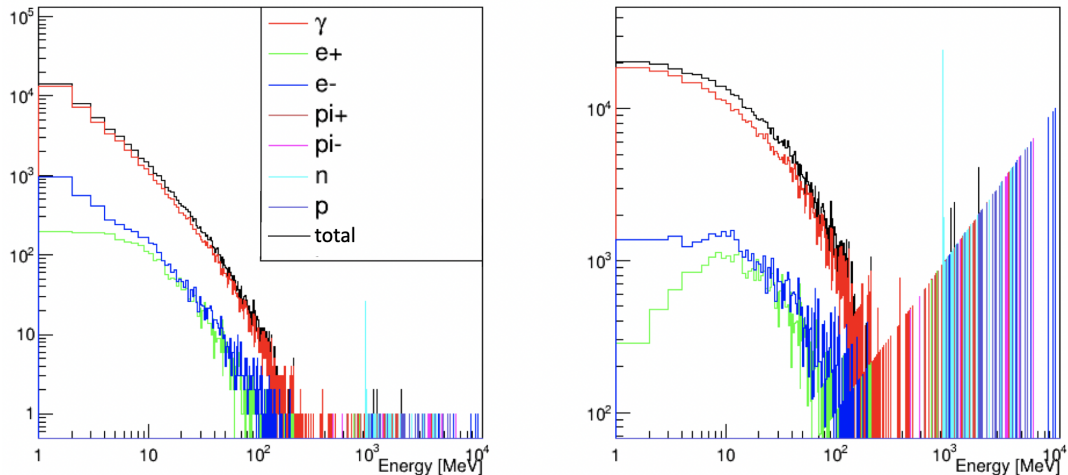 10⁵
10⁴
10³
10²
10
1
γ
e+
e-
pi+
pi-
n
p
total
1
10
10²
10³
10⁴
Energy [MeV]
10⁴
10³
10²
1
10
10²
10³
10⁴
Energy [MeV]